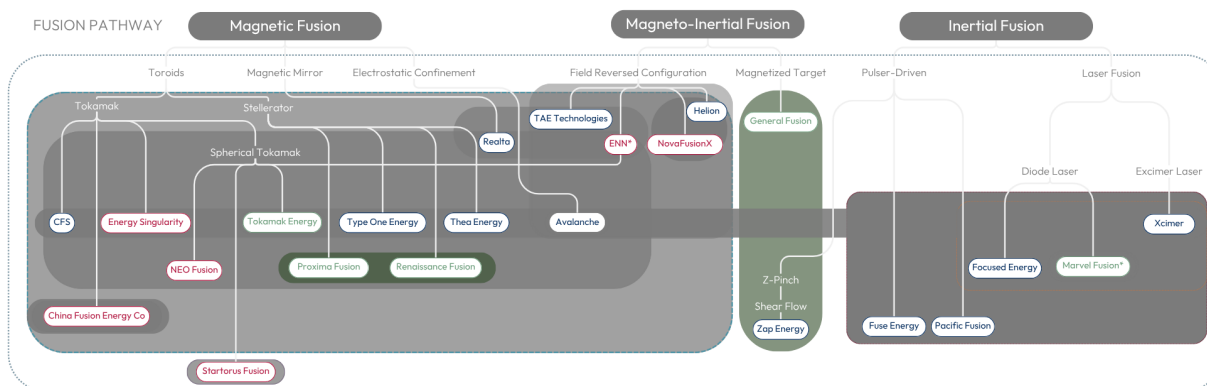 FUSION PATHWAY
Magnetic Fusion
Magneto-Inertial Fusion
Inertial Fusion
Toroids
Magnetic Mirror
Electrostatic Confinement
Field Reversed Configuration
Magnetized Target
Pulser-Driven
Laser Fusion
Tokamak
Stellerator
TAE Technologies
Helion
General Fusion
Realta
ENN*
NovaFusionX
Spherical Tokamak
Diode Laser
Excimer Laser
CFS
Energy Singularity
Tokamak Energy
Type One Energy
Thea Energy
Avalanche
Xcimer
NEO Fusion
Proxima Fusion
Renaissance Fusion
Focused Energy
Marvel Fusion*
Z-Pinch
Shear Flow
China Fusion Energy Co
Zap Energy
Fuse Energy
Pacific Fusion
Startorus Fusion